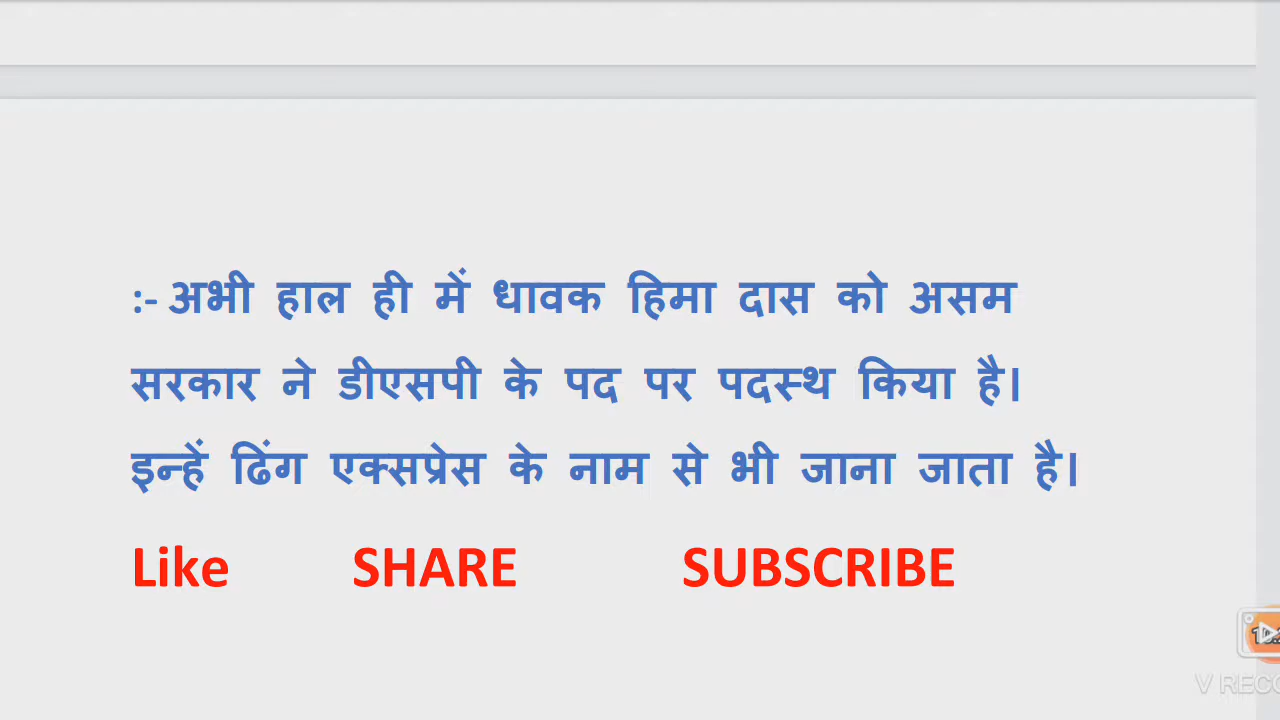 :- अभी हाल ही में धावक हिमा दास को असम
सरकार ने डीएसपी के पद पर पदस्थ किया है।
इन्हें ढिंग एक्सप्रेस के नाम से भी जाना जाता है।
Like SHARE SUBSCRIBE